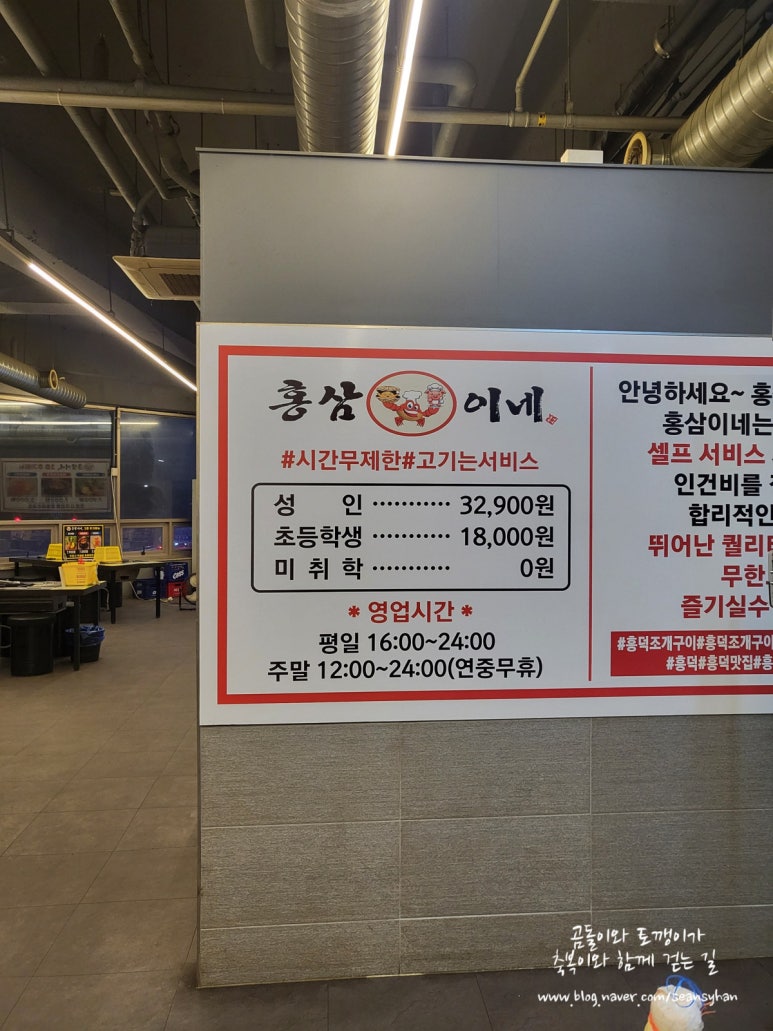 홍삼이네
#시간무제한#고기는서비스
성 인 ············ 32,900원
초등학생 ············ 18,000원
미 취 학 ············ 0원
* 영업시간 *
평일 16:00~24:00
주말 12:00~24:00(연중무휴)
안녕하세요~ 홍
홍삼이네는
셀프 서비스
인건비를
합리적인
뛰어난 퀄리
무한
즐기실수
#흥덕조개구이#흥덕조개구이
#흥덕#흥덕맛집#흥
곰돌이와 토깽이가
축복이와 함께 걷는 길
www.blog.naver.com/seansyhan